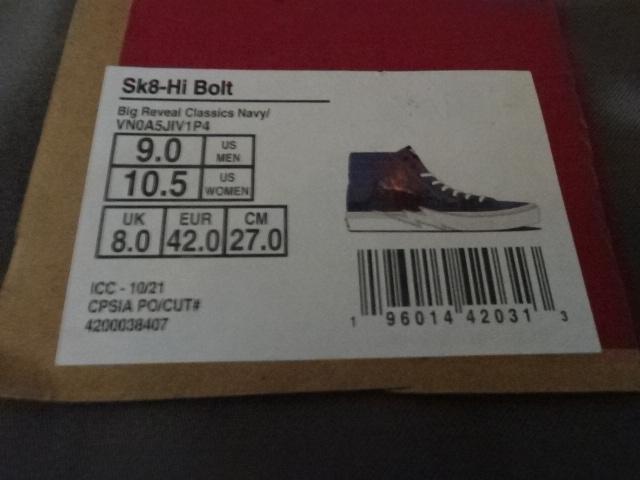 Sk8-Hi Bolt
Big Reveal Classics Navy/
VN0A5JIV1P4
9.0 US MEN
10.5 US WOMEN
UK EUR CM
8.0 42.0 27.0
ICC - 10/21
CPSIA PO/CUT#
4200038407
1 96014 42031 3